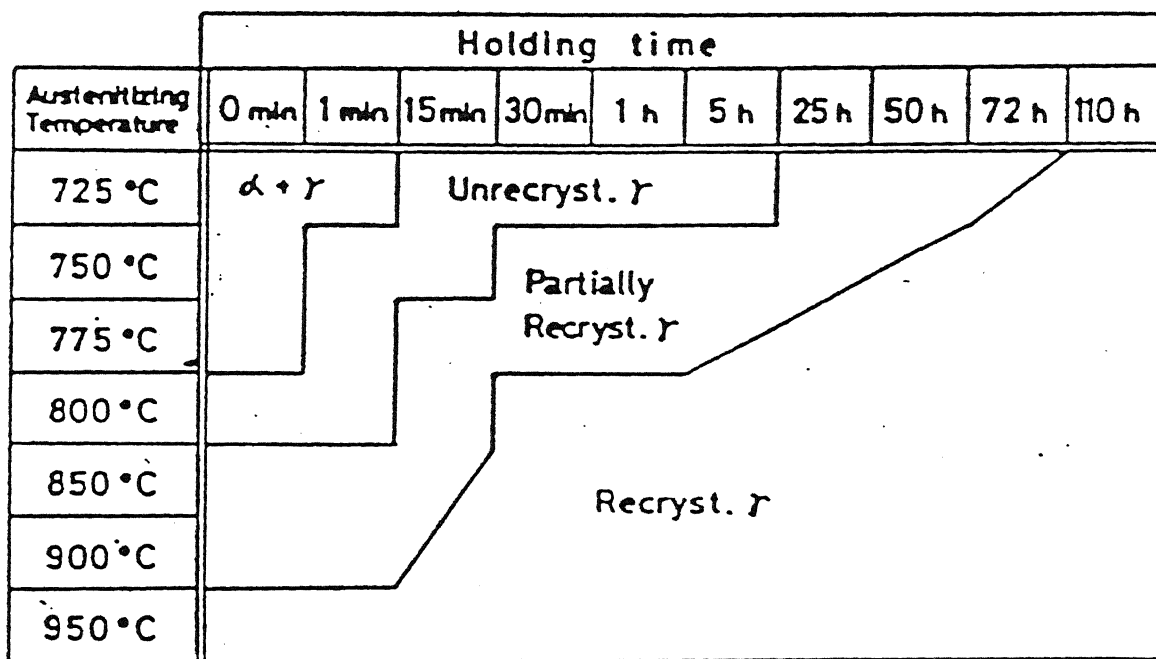 Holding time
Austenitizing Temperature 0 min 1 min 15 min 30 min 1 h 5 h 25 h 50 h 72 h 110 h
725 °C α + γ Unrecryst. γ
750 °C
Partially
775 °C Recryst. γ
800 °C
850 °C
Recryst. γ
900 °C
950 °C